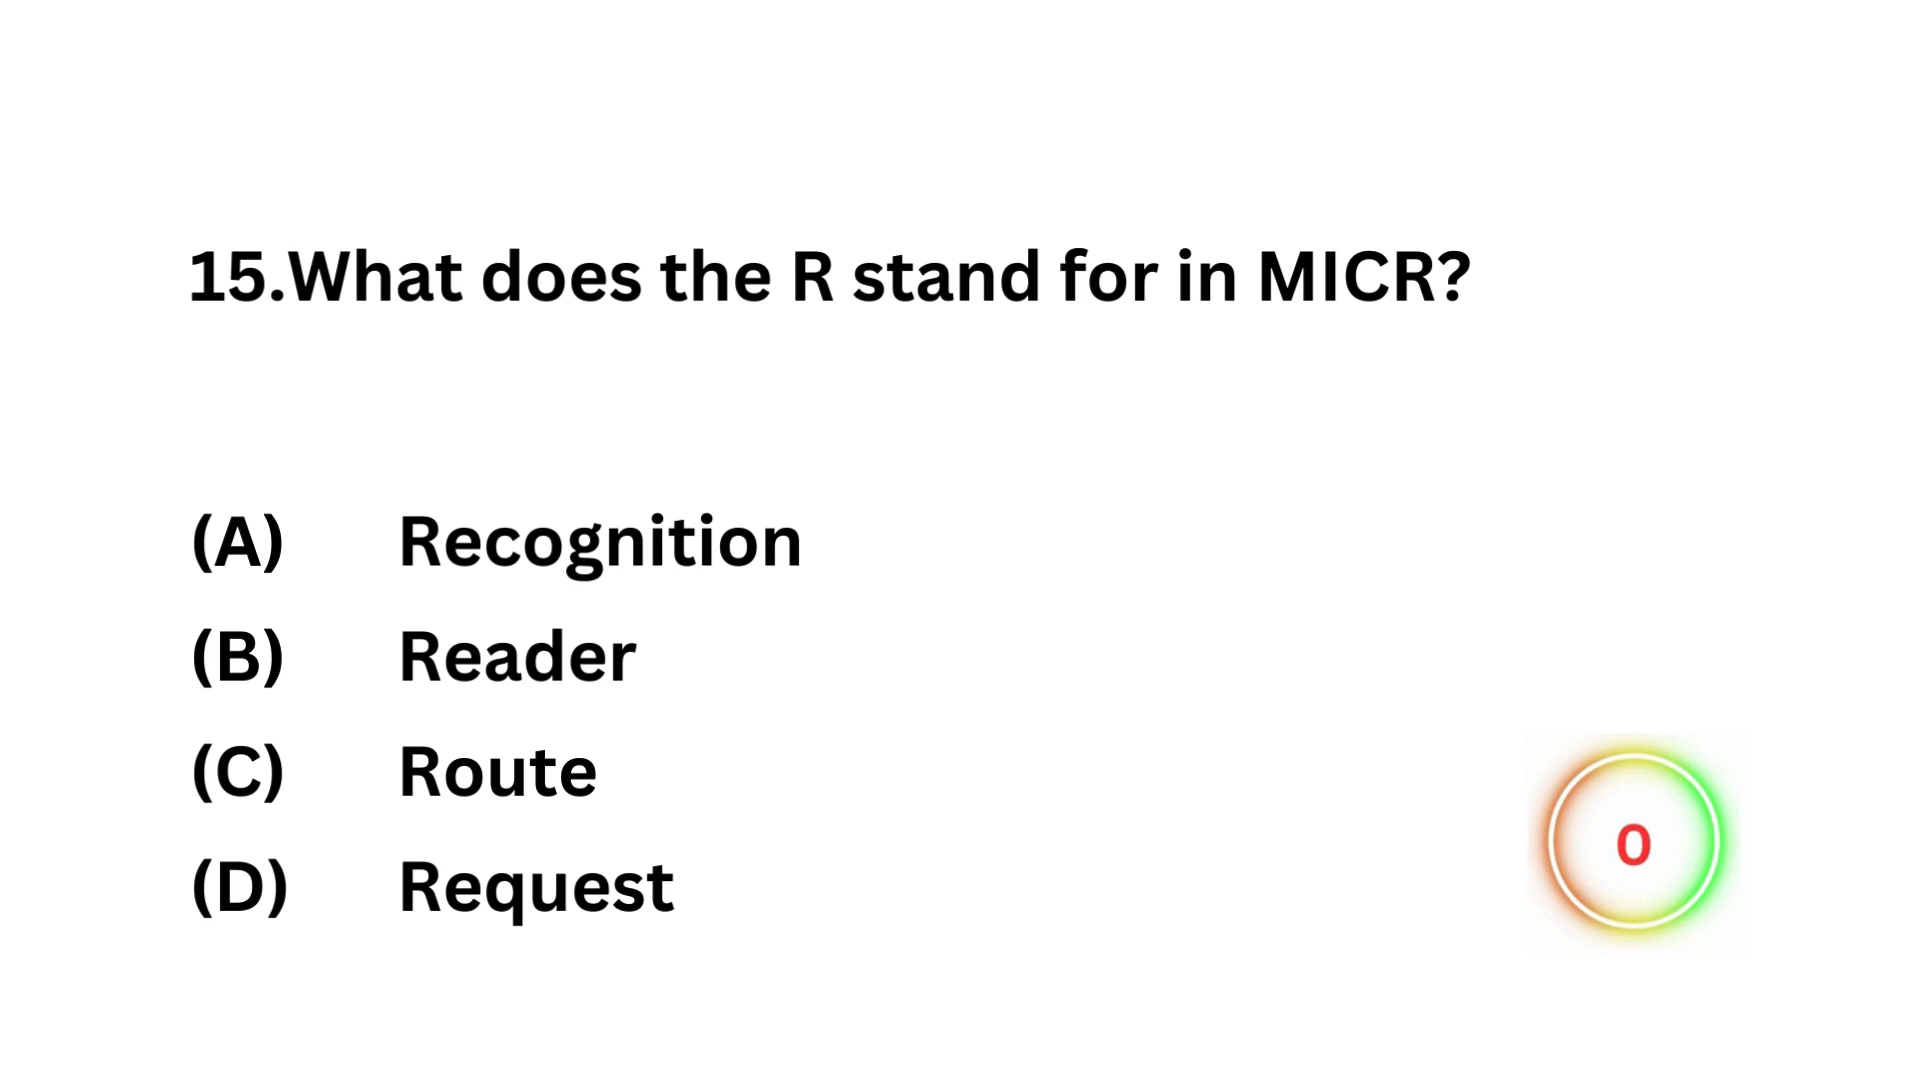 15.What does the R stand for in MICR?
(A) Recognition
(B) Reader
(C) Route
(D) Request
0